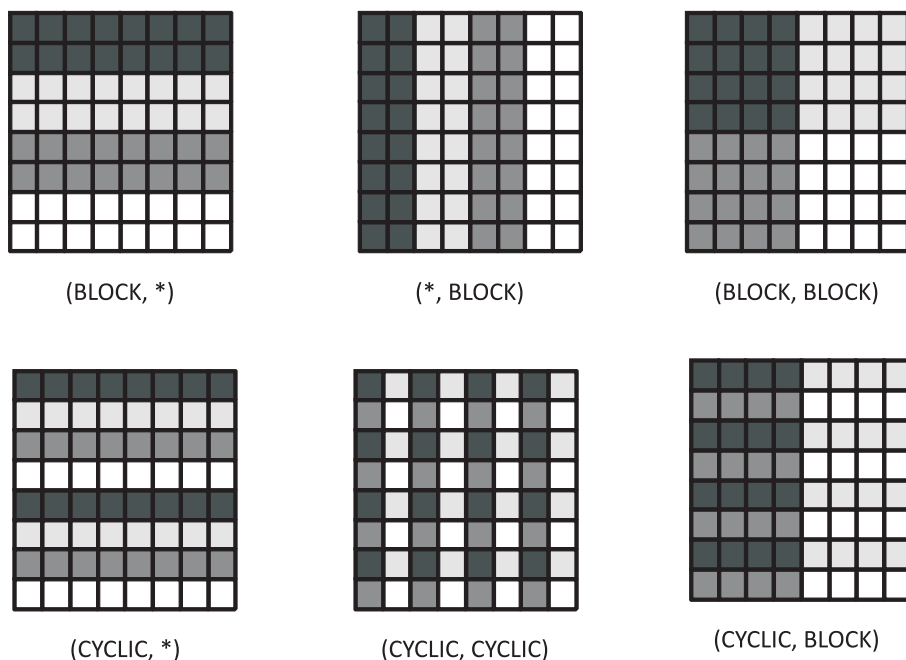 (BLOCK, *)
(*, BLOCK)
(BLOCK, BLOCK)
(CYCLIC, *)
(CYCLIC, CYCLIC)
(CYCLIC, BLOCK)